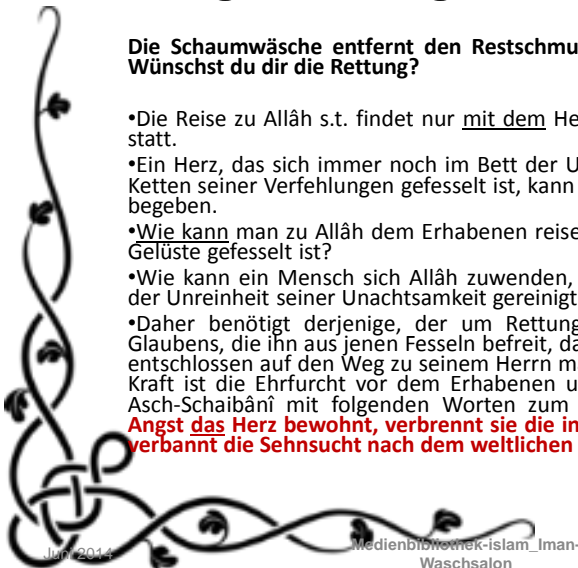 Die Schaumwäsche entfernt den
Wünschst du dir die Rettung?
•Die Reise zu Allâh s.t. findet nur mit dem
statt.
•Ein Herz, das sich immer noch im Bett der
Ketten seiner Verfehlungen gefesselt ist, kann
begeben.
•Wie kann man zu Allâh dem Erhabenen
Gelüste gefesselt ist?
•Wie kann ein Mensch sich Allâh zuwenden,
der Unreinheit seiner Unachtsamkeit gereinigt
•Daher benötigt derjenige, der um Rettung
Glaubens, die ihn aus jenen Fesseln befreit,
entschlossen auf den Weg zu seinem Herrn
Kraft ist die Ehrfurcht vor dem Erhabenen
Asch-Schaibânî mit folgenden Worten zum
Angst das Herz bewohnt, verbrennt sie die
verbannt die Sehnsucht nach dem weltlichen
Juni 2014
Medienbibliothek-islam_Iman-
Waschsalon